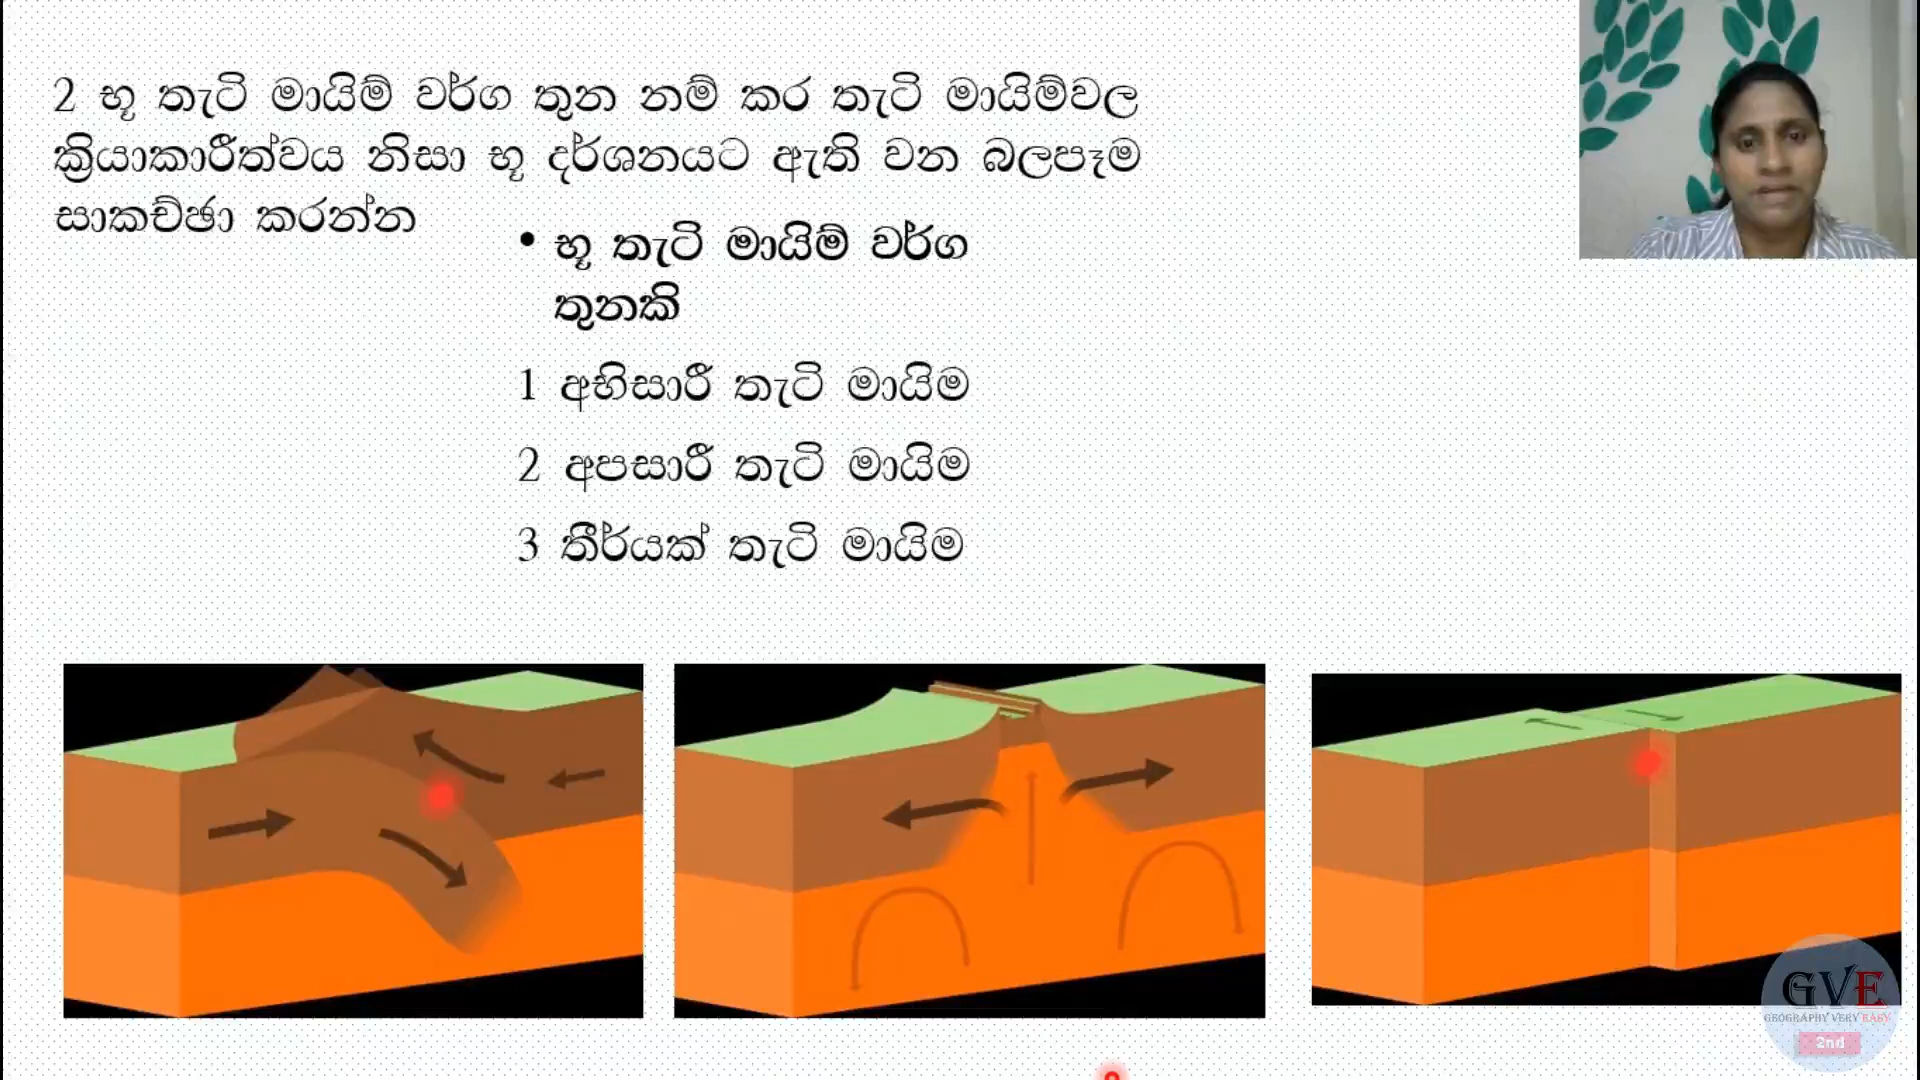 2 භූ තැටි මායිම් වර්ග තුන නම් කර තැටි මායිම්වල
ක්‍රියාකාරීත්වය නිසා භූ දර්ශනයට ඇති වන බලපෑම
සාකච්ඡා කරන්න
• භූ තැටි මායිම් වර්ග
තුනකි
1 අභිසාරී තැටි මායිම
2 අපසාරී තැටි මායිම
3 තීර්යක් තැටි මායිම
GVE
GEOGRAPHY VERY EASY
2nd